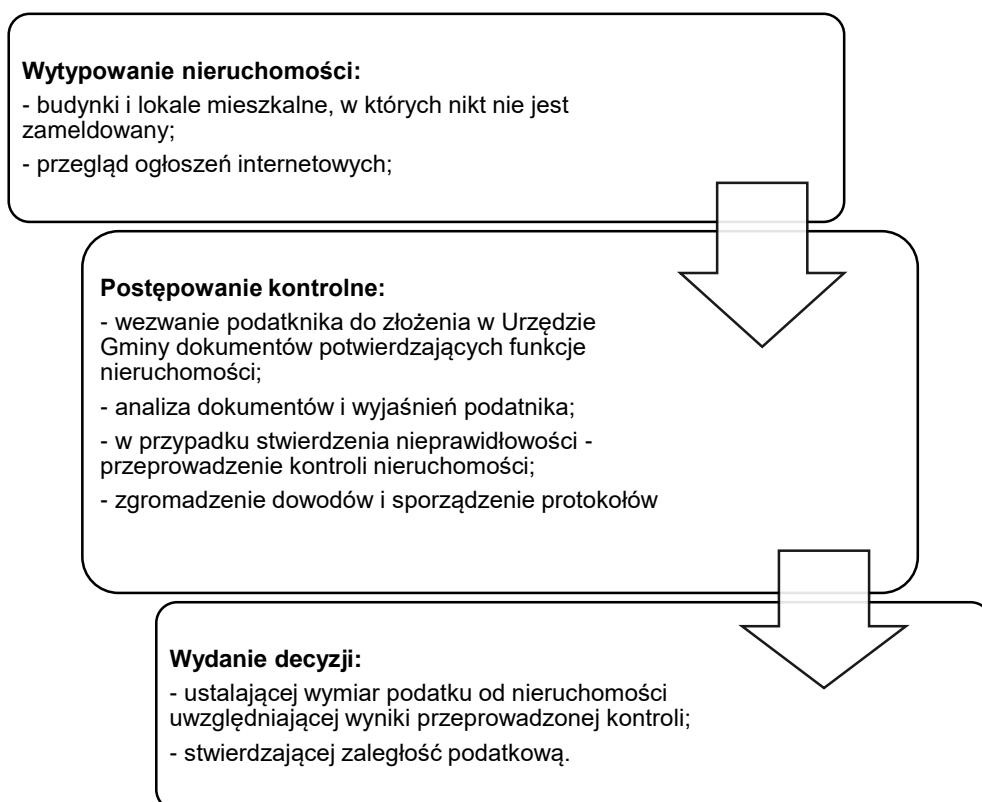 Wytypowanie nieruchomości:
- budynki i lokale mieszkalne, w których nikt nie jest
zameldowany;
- przegląd ogłoszeń internetowych;
Postępowanie kontrolne:
- wezwanie podatknika do złożenia w Urzędzie
Gminy dokumentów potwierdzających funkcje
nieruchomości;
- analiza dokumentów i wyjaśnień podatnika;
- w przypadku stwierdzenia nieprawidłowości -
przeprowadzenie kontroli nieruchomości;
- zgromadzenie dowodów i sporządzenie protokołów
Wydanie decyzji:
- ustalającej wymiar podatku od nieruchomości
uwzględniającej wyniki przeprowadzonej kontroli;
- stwierdzającej zaległość podatkową.